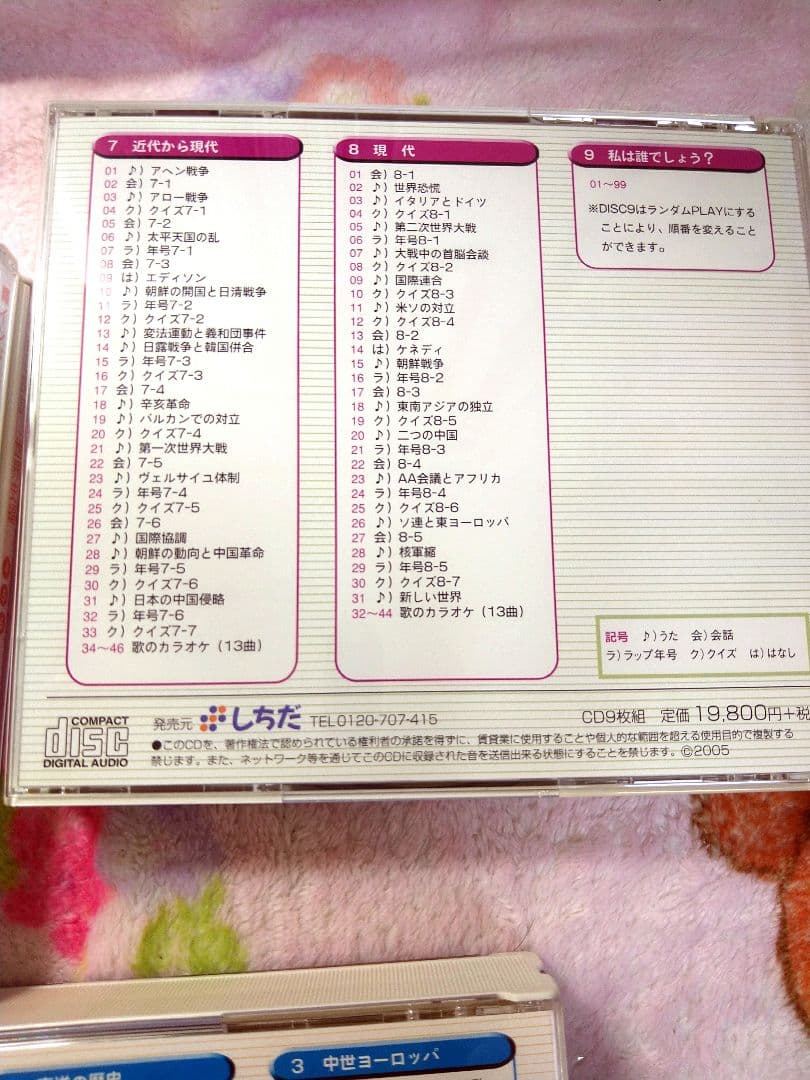 7 近代から現代
01 ♪）アヘン戦争
02 会）7-1
03 ♪）アロー戦争
04 ク）クイズ7-1
05 会）7-2
06 ♪）太平天国の乱
07 ラ）年号7-1
08 会）7-3
09 は）エディソン
10 ♪）朝鮮の開国と日清戦争
11 ラ）年号7-2
12 ク）クイズ7-2
13 ♪）変法運動と義和団事件
14 ♪）日露戦争と韓国併合
15 ラ）年号7-3
16 ク）クイズ7-3
17 会）7-4
18 ♪）辛亥革命
19 ♪）バルカンでの対立
20 ク）クイズ7-4
21 ♪）第一次世界大戦
22 会）7-5
23 ♪）ヴェルサイユ体制
24 ラ）年号7-4
25 ク）クイズ7-5
26 会）7-6
27 ♪）国際協調
28 ♪）朝鮮の動向と中国革命
29 ラ）年号7-5
30 ク）クイズ7-6
31 ♪）日本の中国侵略
32 ラ）年号7-6
33 ク）クイズ7-7
34～46 歌のカラオケ（13曲）
8 現 代
01 会）8-1
02 ♪）世界恐慌
03 ♪）イタリアとドイツ
04 ク）クイズ8-1
05 ♪）第二次世界大戦
06 ラ）年号8-1
07 ♪）大戦中の首脳会談
08 ク）クイズ8-2
09 ♪）国際連合
10 ク）クイズ8-3
11 ♪）米ソの対立
12 ク）クイズ8-4
13 会）8-2
14 は）ケネディ
15 ♪）朝鮮戦争
16 ラ）年号8-2
17 会）8-3
18 ♪）東南アジアの独立
19 ク）クイズ8-5
20 ♪）二つの中国
21 ラ）年号8-3
22 会）8-4
23 ♪）AA会議とアフリカ
24 ラ）年号8-4
25 ク）クイズ8-6
26 ♪）ソ連と東ヨーロッパ
27 会）8-5
28 ♪）核軍縮
29 ラ）年号8-5
30 ク）クイズ8-7
31 ♪）新しい世界
32～44 歌のカラオケ（13曲）
9 私は誰でしょう？
01～99
※DISC9はランダムPLAYにする
ことにより、順番を変えること
ができます。
記号 ♪）うた 会）会話
ラ）ラップ年号 ク）クイズ は）はなし
COMPACT
disc
DIGITAL AUDIO
発売元 しちだ TEL0120-707-415
CD9枚組 定価19,800円+税
●このCDを、著作権法で認められている権利者の承諾を得ずに、賃貸業に使用することや個人的な範囲を超える使用目的で複製する
禁じます。また、ネットワーク等を通じてこのCDに収録された音を送信出来る状態にすることを禁じます。Ⓒ2005
の歴史
3 中世ヨーロッパ